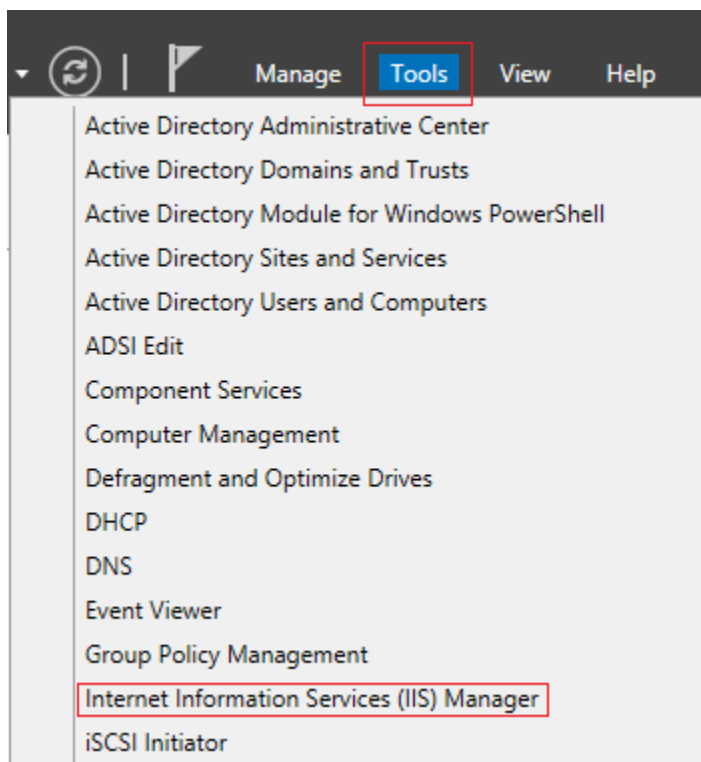 Manage Tools View Help
Active Directory Administrative Center
Active Directory Domains and Trusts
Active Directory Module for Windows PowerShell
Active Directory Sites and Services
Active Directory Users and Computers
ADSI Edit
Component Services
Computer Management
Defragment and Optimize Drives
DHCP
DNS
Event Viewer
Group Policy Management
Internet Information Services (IIS) Manager
iSCSI Initiator